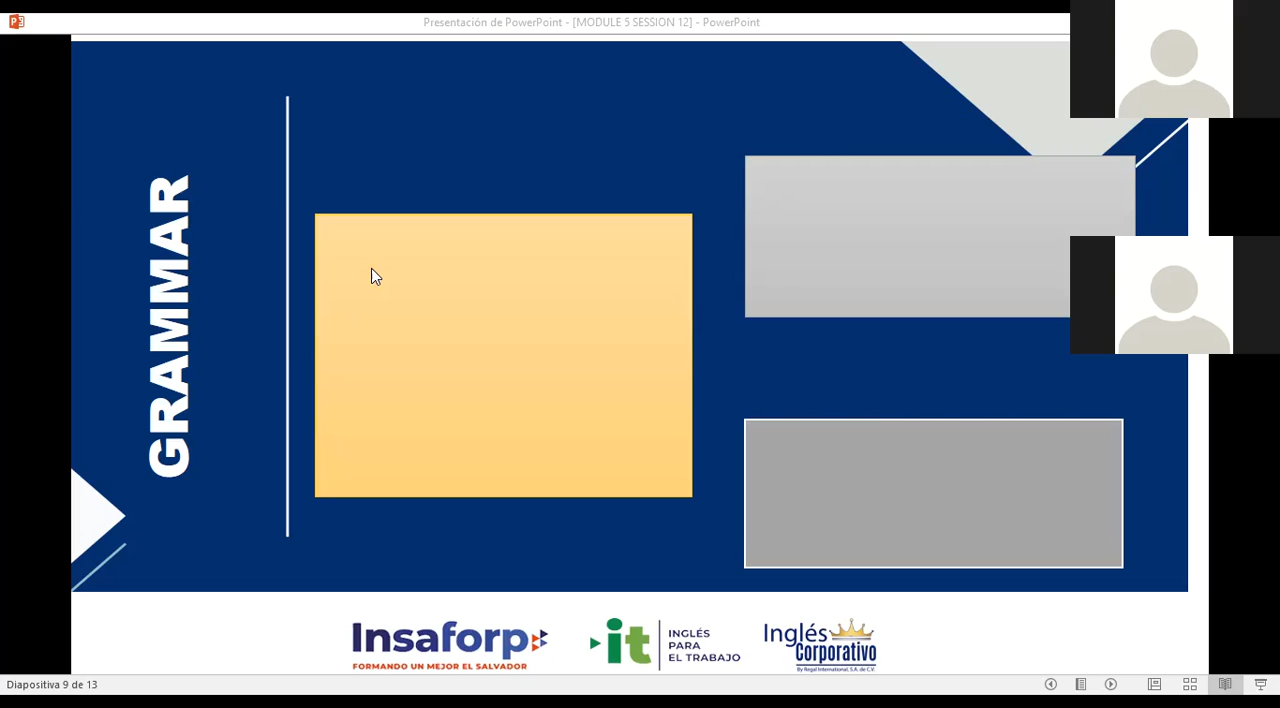 Presentación de PowerPoint - [MODULE 5 SESSION 12] - PowerPoint
GRAMMAR
Insaforp
FORMANDO UN MEJOR EL SALVADOR
it
INGLÉS
PARA
EL TRABAJO
Inglés
Corporativo
By Regal International, S.A. de C.V.
Diapositiva 9 de 13